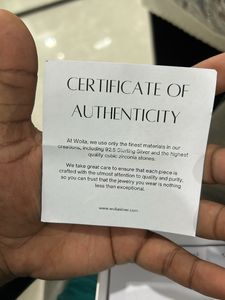 CERTIFICATE OF
AUTHENTICITY
At Wolla, we use only the finest materials in our
creations, including 92.5 Sterling Silver and the highest
quality cubic zirconia stones.
We take great care to ensure that each piece is
crafted with the utmost attention to quality and purity,
so you can trust that the jewelry you wear is nothing
less than exceptional.
www.wollasilver.com